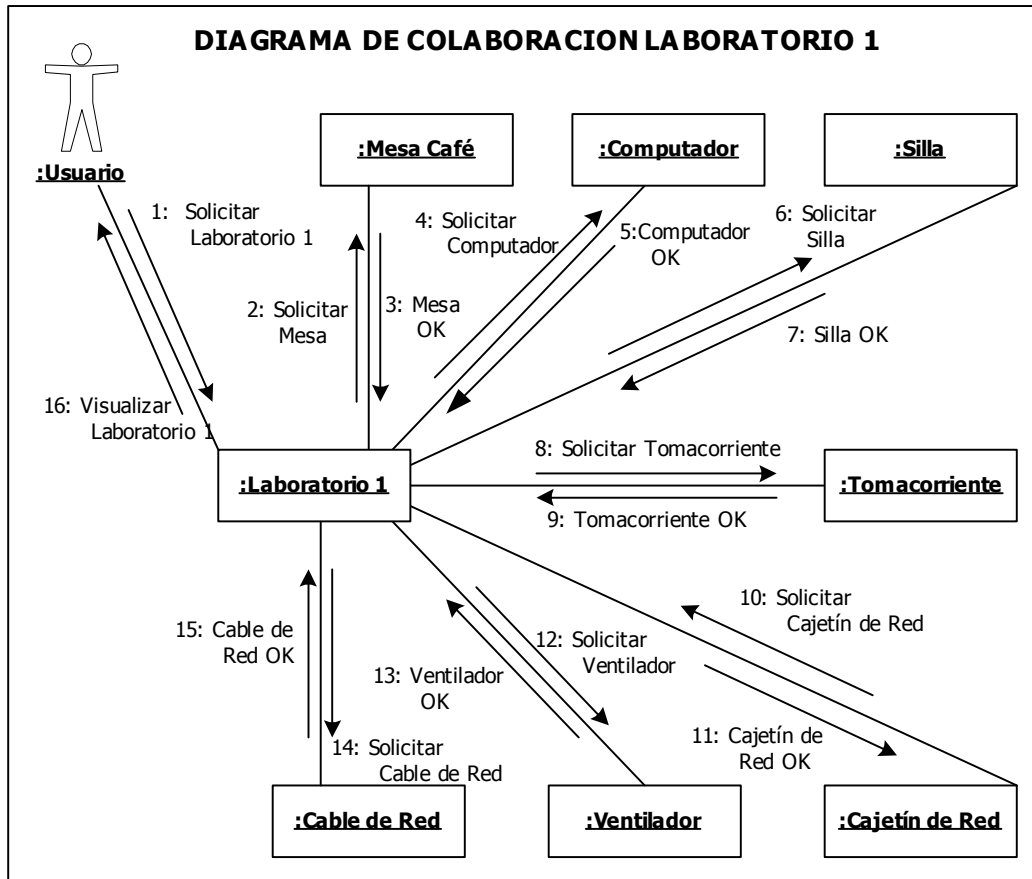 DIAGRAMA DE COLABORACION LABORATORIO 1
:Usuario
:Mesa Café
:Computador
:Silla
1: Solicitar
Laboratorio 1
2: Solicitar
Mesa
3: Mesa
OK
4: Solicitar
Computador
5:Computador
OK
6: Solicitar
Silla
7: Silla OK
16: Visualizar
Laboratorio 1
:Laboratorio 1
8: Solicitar Tomacorriente
9: Tomacorriente OK
:Tomacorriente
10: Solicitar
Cajetín de Red
11: Cajetín de
Red OK
12: Solicitar
Ventilador
13: Ventilador
OK
15: Cable de
Red OK
14: Solicitar
Cable de Red
:Cable de Red
:Ventilador
:Cajetín de Red